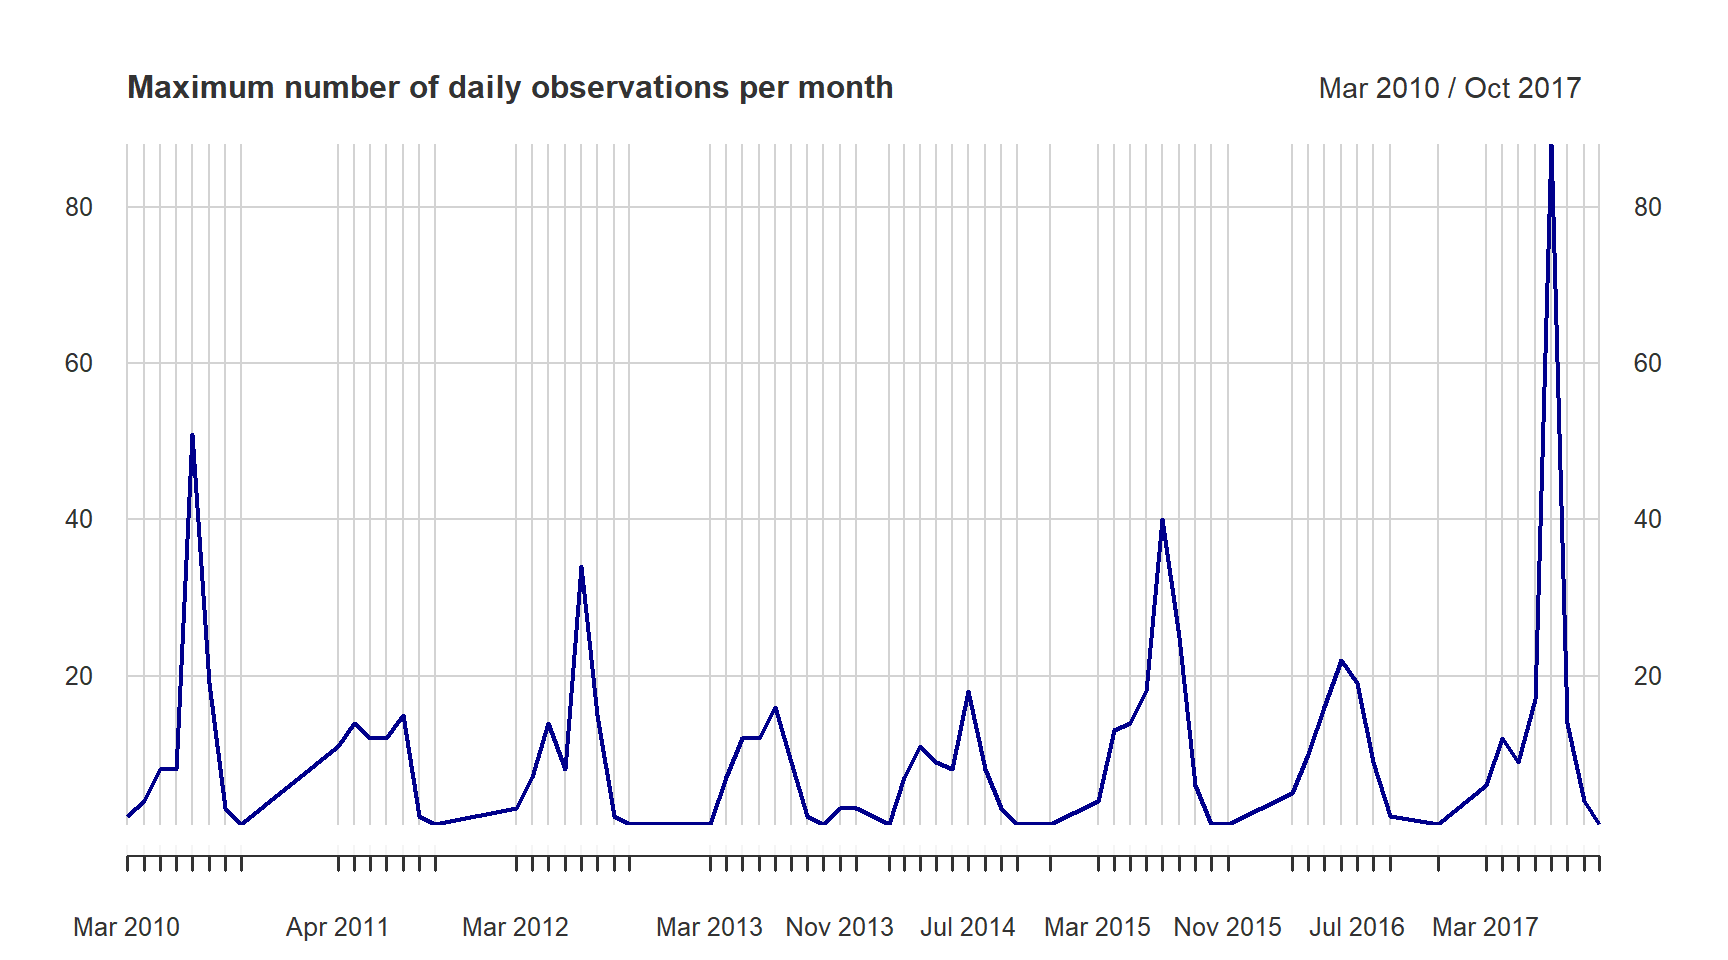 Maximum number of daily observations per month
Mar 2010 / Oct 2017
80 80
60 60
40 40
20 20
Mar 2010 Apr 2011 Mar 2012 Mar 2013 Nov 2013 Jul 2014 Mar 2015 Nov 2015 Jul 2016 Mar 2017